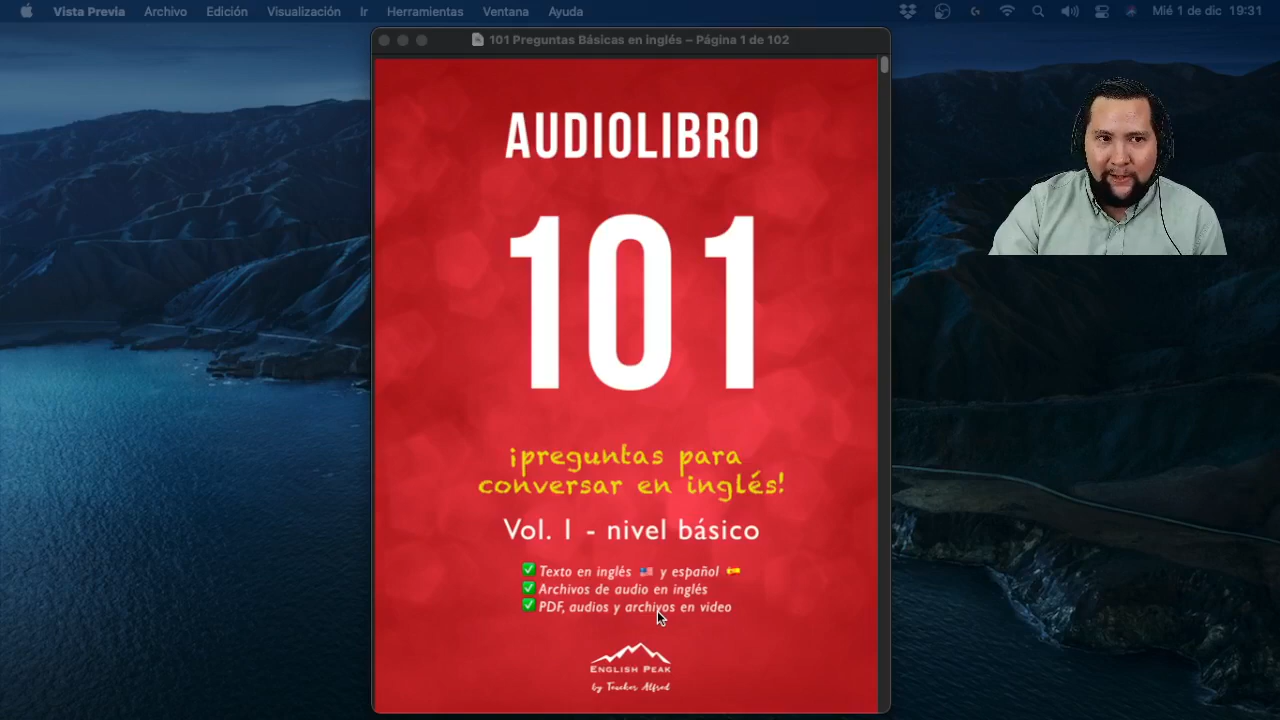 Vista Previa Archivo Edición Visualización Ir Herramientas Ventana Ayuda Mié 1 de dic 19:31
101 Preguntas Básicas en inglés – Página 1 de 102
AUDIOLIBRO
101
¡preguntas para
conversar en inglés!
Vol. 1 - nivel básico
✅ Texto en inglés 🇺🇸 y español 🇪🇸
✅ Archivos de audio en inglés
✅ PDF, audios y archivos en video
ENGLISH PEAK
by Teacher Alfred